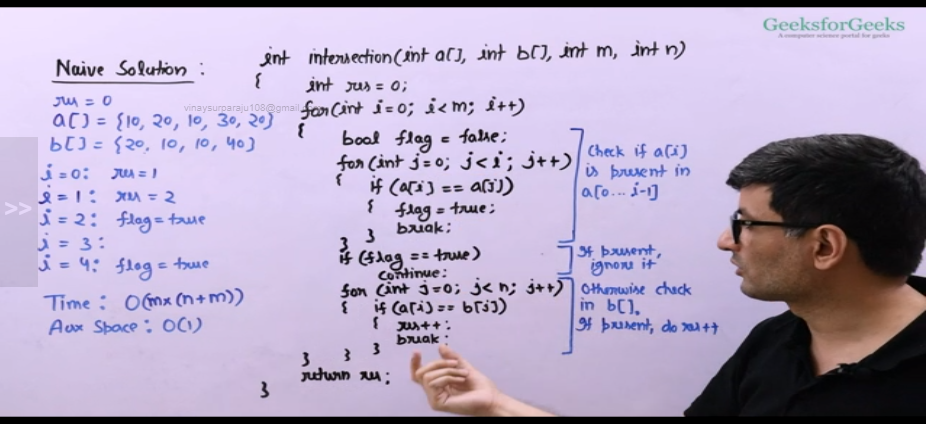 GeeksforGeeks
A computer science portal for geeks
Naive Solution :
res = 0
a[] = {10, 20, 10, 30, 20}
b[] = {20, 10, 10, 40}
i = 0: res = 1
i = 1: res = 2
i = 2: flag = true
i = 3:
i = 4: flag = true
Time : O(m×(n+m))
Aux Space : O(1)
vinaysurparaju108@gmail
int intersection(int a[], int b[], int m, int n)
{
int res = 0;
for(int i=0; i<m; i++)
{
bool flag = false;
for(int j=0; j<i; j++)
{
if (a[i] == a[j])
{
flag = true;
break;
} }
if (flag == true)
continue;
for (int j=0; j<n; j++)
{ if (a[i] == b[j])
{ res++;
break;
} } }
return res;
}
Check if a[i]
is present in
a[0...i-1]
If present,
ignore it
Otherwise check
in b[].
If present, do res++
>>